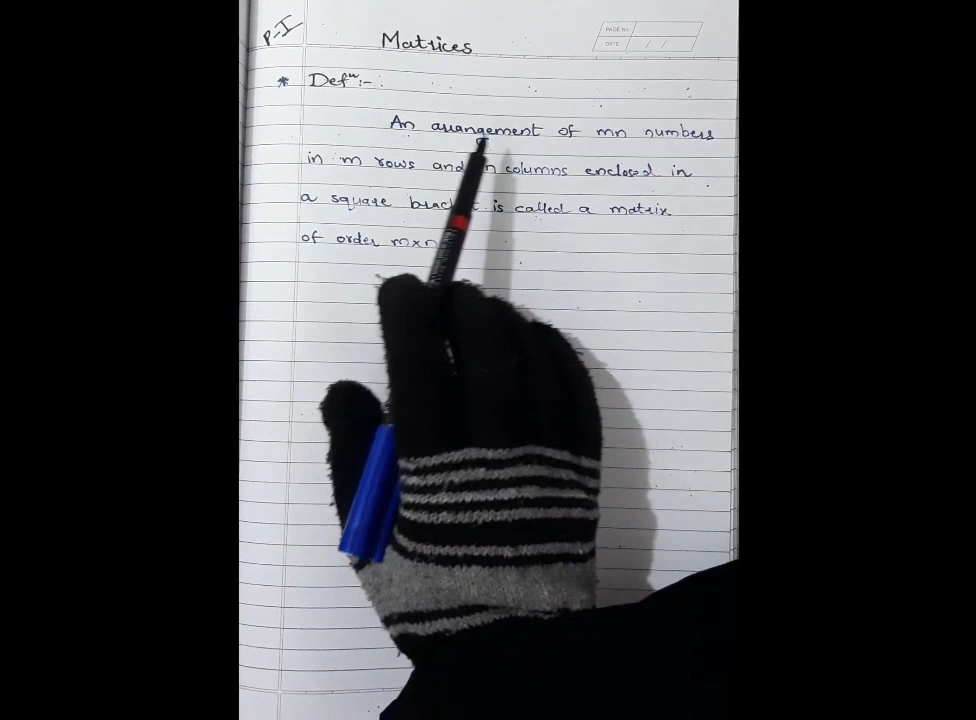 P-I
Matrices
PAGE No.
DATE / /
* Defⁿ:-
An arrangement of mn numbers
in m rows and n columns enclosed in
a square is called a matrix.
of order m×n